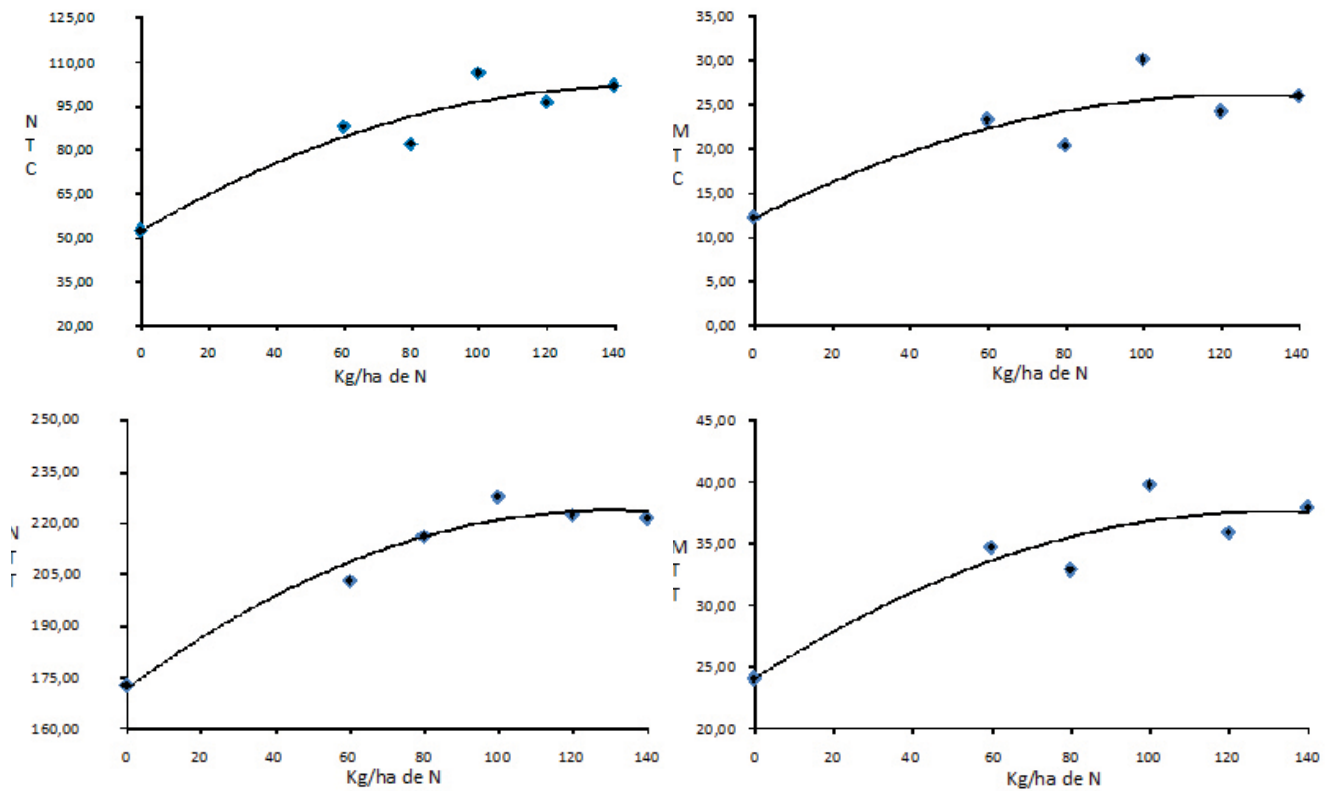 125,00
110,00
95,00
80,00
65,00
50,00
35,00
20,00
N
T
C
0 20 40 60 80 100 120 140
Kg/ha de N
35,00
30,00
25,00
20,00
15,00
10,00
5,00
0,00
M
T
C
0 20 40 60 80 100 120 140
Kg/ha de N
250,00
235,00
220,00
205,00
190,00
175,00
160,00
N
T
T
0 20 40 60 80 100 120 140
Kg/ha de N
45,00
40,00
35,00
30,00
25,00
20,00
M
T
T
0 20 40 60 80 100 120 140
Kg/ha de N